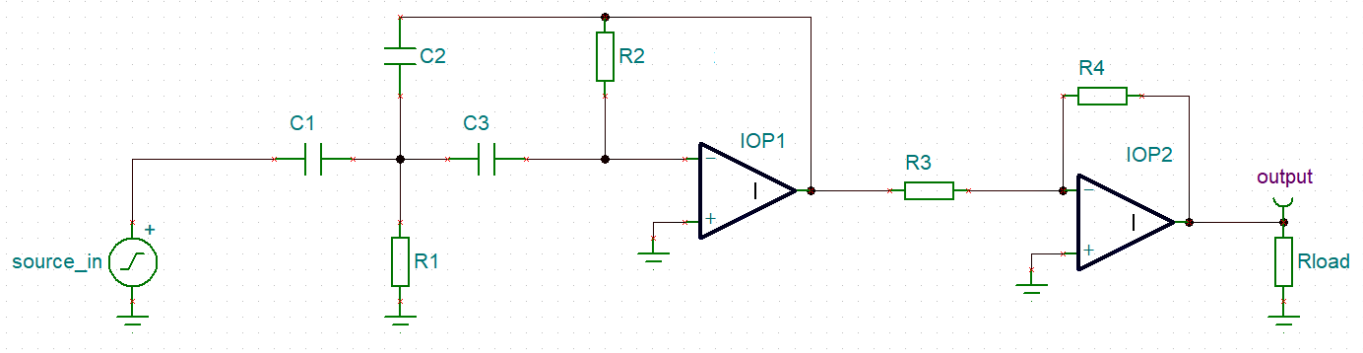 C2
R2
R4
C1
C3
IOP1
R3
IOP2
output
source_in
+
R1
Rload